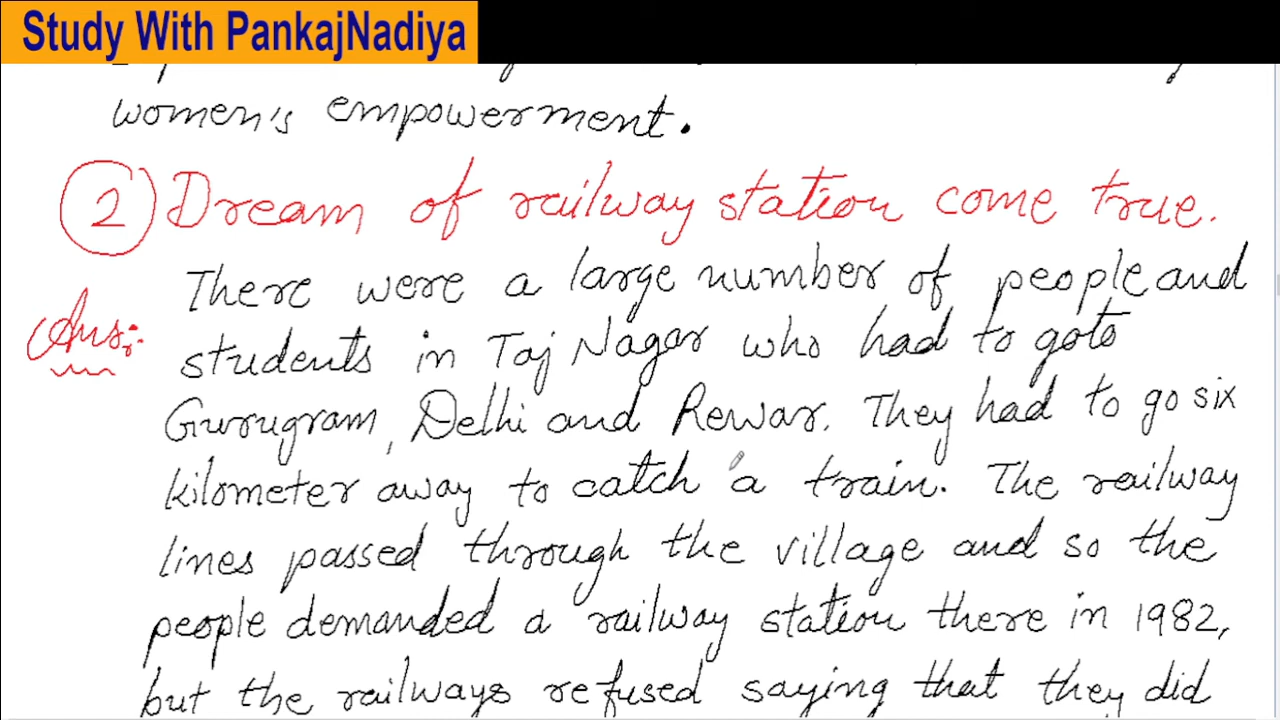 Study With PankajNadiya
women's empowerment.
2 Dream of railway station come true.
There were a large number of people and
Ans:
students in Taj Nagar who had to goto
Gurugram, Delhi and Rewar. They had to go six
kilometer away to catch a train. The railway
lines passed through the village and so the
people demanded a railway station there in 1982,
but the railways refused saying that they did